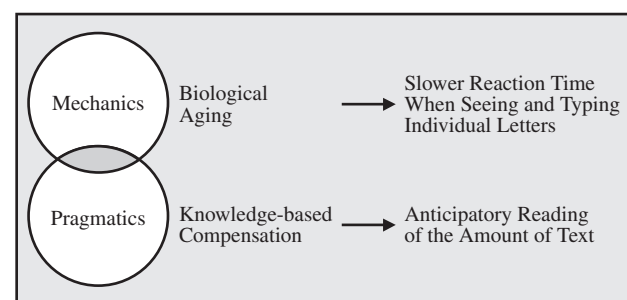 Mechanics
Biological
Aging
Slower Reaction Time
When Seeing and Typing
Individual Letters
Pragmatics
Knowledge-based
Compensation
Anticipatory Reading
of the Amount of Text